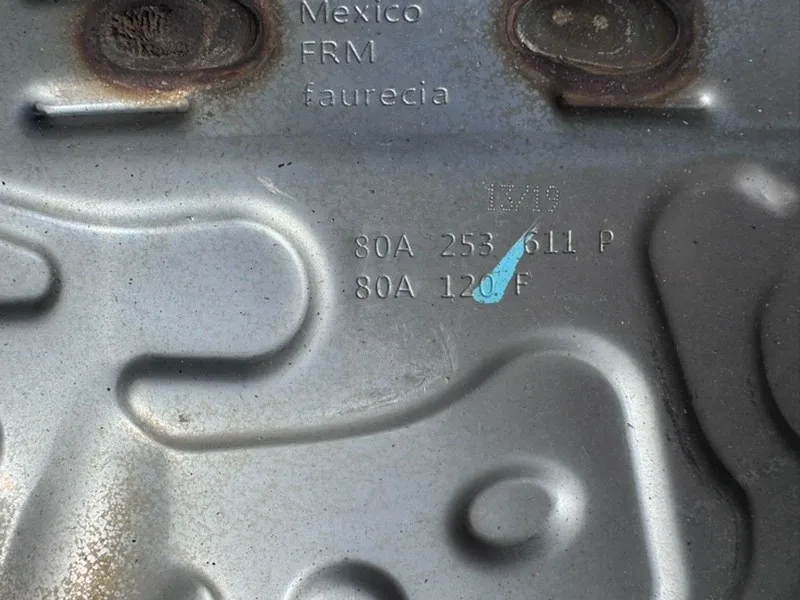 Mexico
FRM
faurecia
13/19
80A 253 611 P
80A 120 F